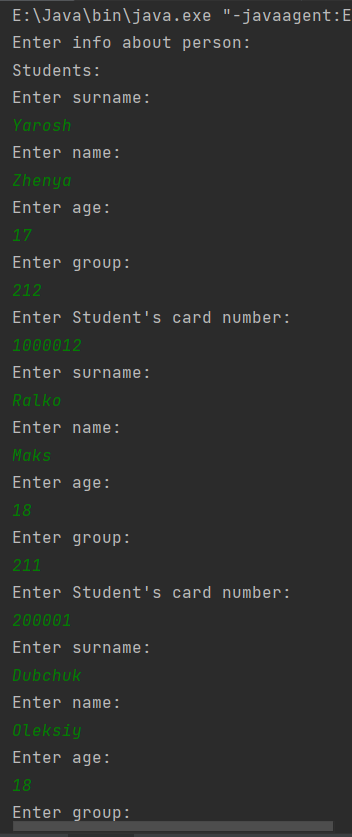 E:\Java\bin\java.exe "-javaagent:E
Enter info about person:
Students:
Enter surname:
Yarosh
Enter name:
Zhenya
Enter age:
17
Enter group:
212
Enter Student's card number:
1000012
Enter surname:
Ralko
Enter name:
Maks
Enter age:
18
Enter group:
211
Enter Student's card number:
200001
Enter surname:
Dubchuk
Enter name:
Oleksiy
Enter age:
18
Enter group: